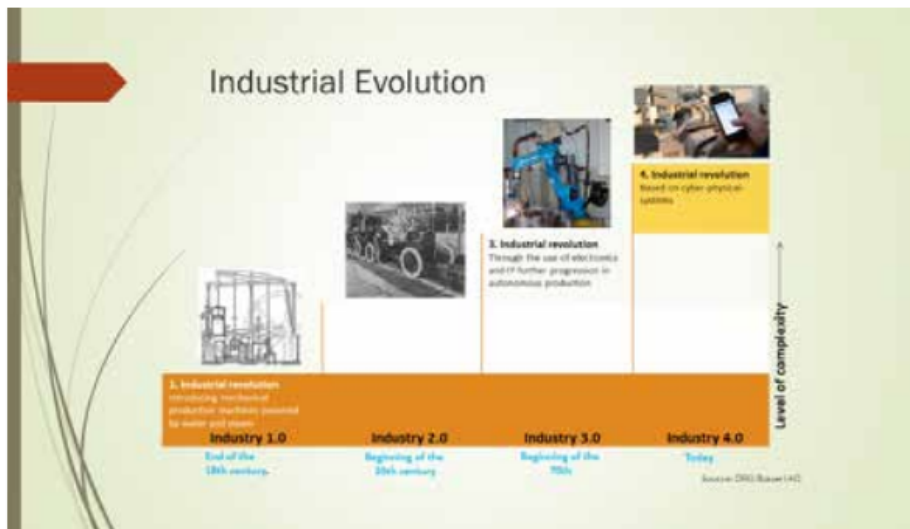 Industrial Evolution
4. Industrial revolution
Based on cyber-physical-
systems
3. Industrial revolution
Through the use of electronics
and IT further progression in
autonomous production
1. Industrial revolution
Introducing mechanical
production machines powered
by water and steam
Level of complexity
Industry 1.0
Industry 2.0
Industry 3.0
Industry 4.0
End of the
18th century.
Beginning of the
20th century
Beginning of the
70th
Today
Source: